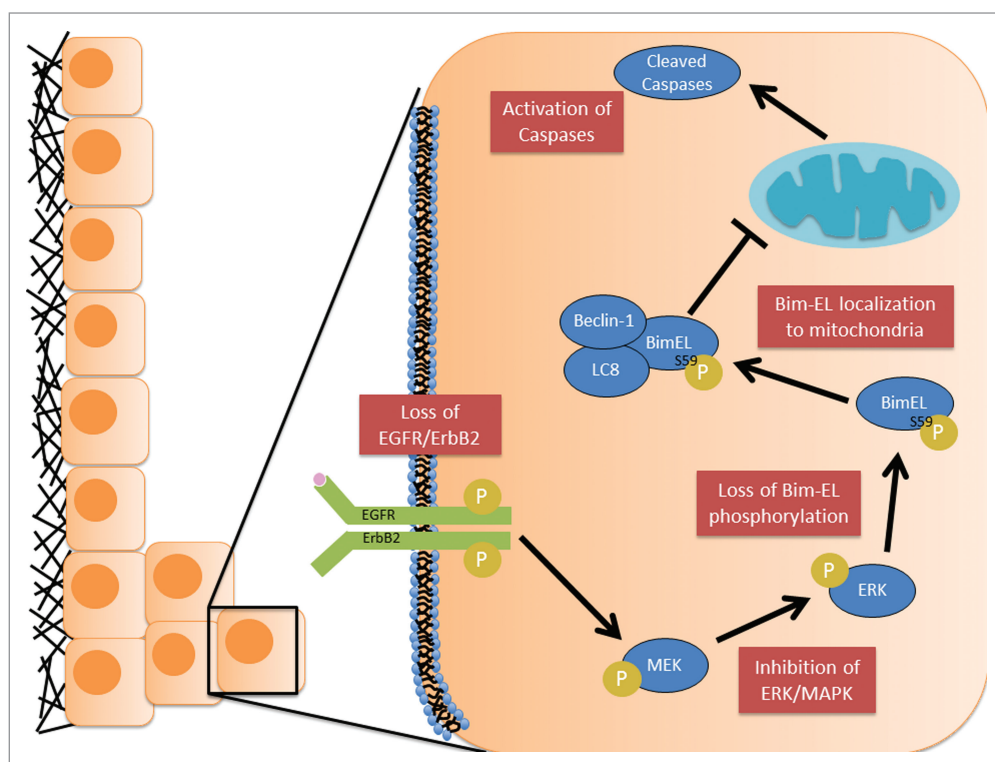 Cleaved
Caspases
Activation of
Caspases
Bim-EL localization
to mitochondria
Beclin-1
BimEL
S59
P
LC8
BimEL
S59
P
Loss of
EGFR/ErbB2
Loss of Bim-EL
phosphorylation
P
EGFR
ErbB2
P
P
ERK
P
MEK
Inhibition of
ERK/MAPK